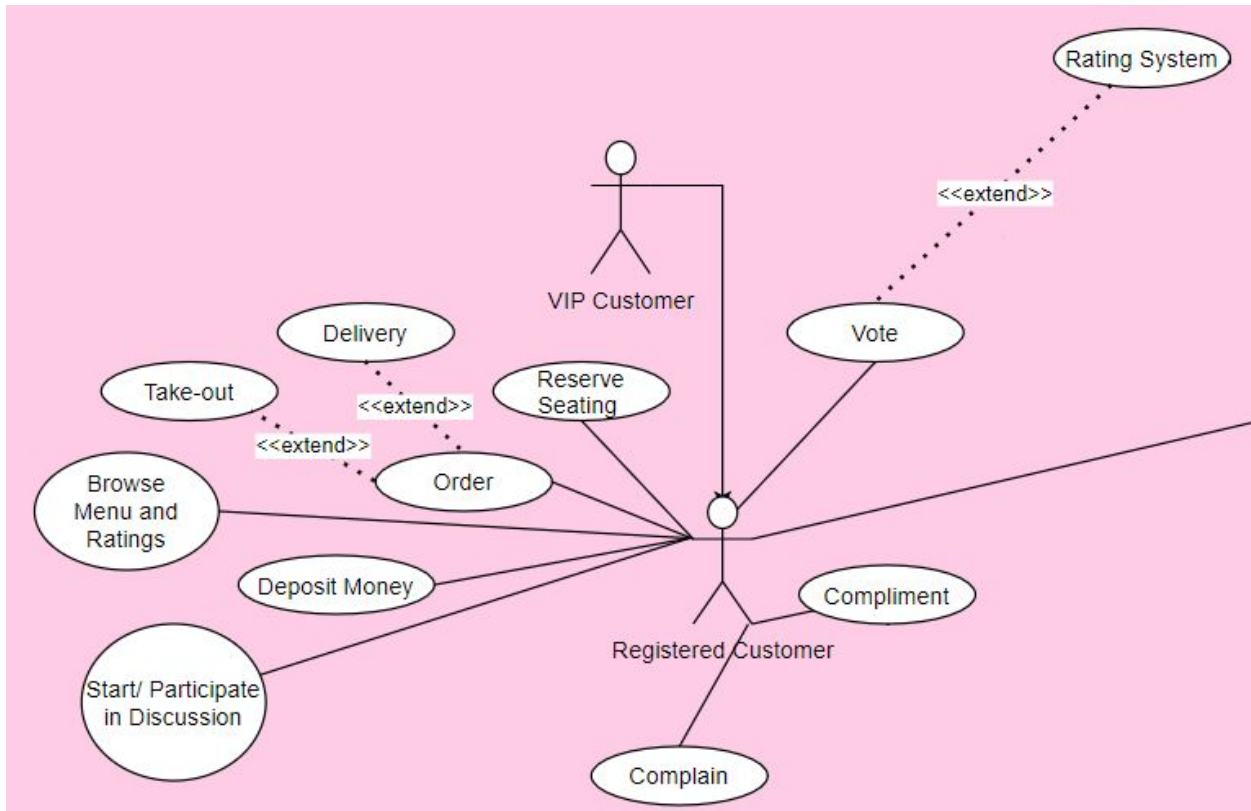 Rating System
<<extend>>
VIP Customer
Delivery
Vote
Reserve
Seating
Take-out
<<extend>>
<<extend>>
Order
Browse
Menu and
Ratings
Deposit Money
Compliment
Registered Customer
Start/ Participate
in Discussion
Complain